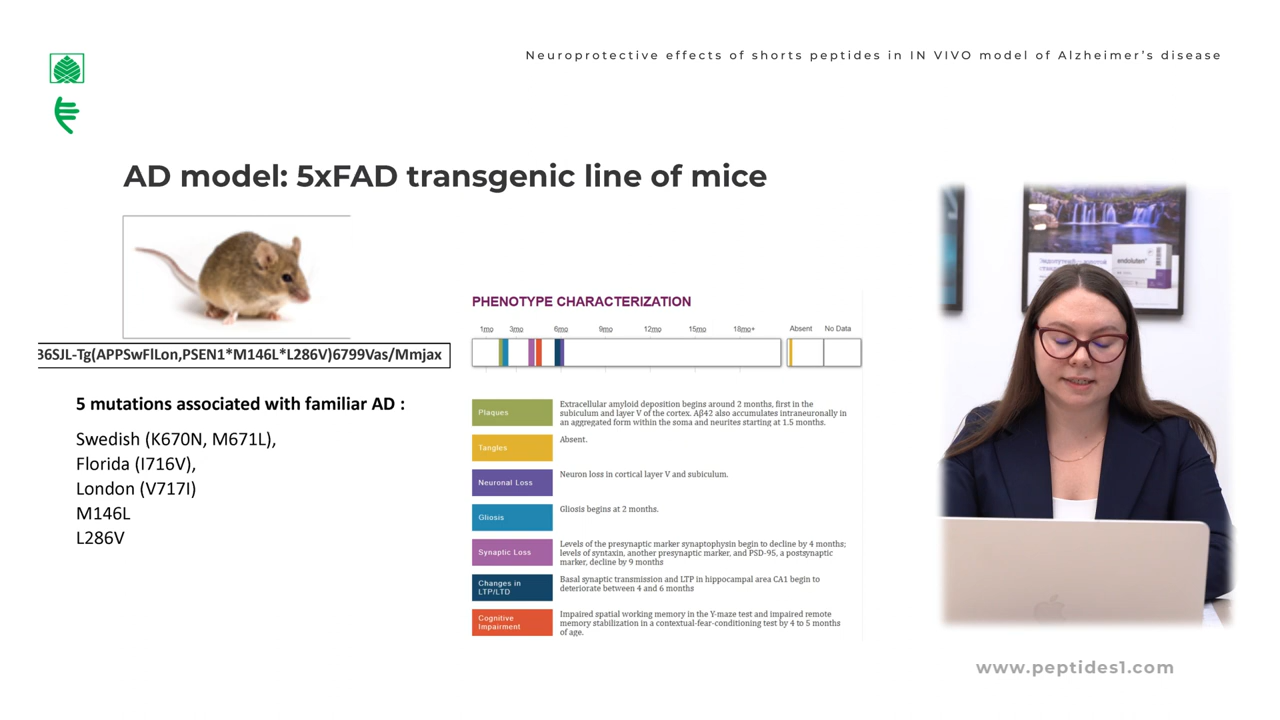 Neuroprotective effects of shorts peptides in IN VIVO model of Alzheimer's disease
AD model: 5xFAD transgenic line of mice
36SJL-Tg(APPSwFlLon,PSEN1*M146L*L286V)6799Vas/Mmjax
5 mutations associated with familiar AD :
Swedish (K670N, M671L),
Florida (I716V),
London (V717I)
M146L
L286V
PHENOTYPE CHARACTERIZATION
1mo 3mo 6mo 9mo 12mo 15mo 18mo+ Absent No Data
Plaques
Extracellular amyloid deposition begins around 2 months, first in the
subiculum and layer V of the cortex. Aβ42 also accumulates intraneuronally in
an aggregated form within the soma and neurites starting at 1.5 months.
Tangles
Absent.
Neuronal Loss
Neuron loss in cortical layer V and subiculum.
Gliosis
Gliosis begins at 2 months.
Synaptic Loss
Levels of the presynaptic marker synaptophysin begin to decline by 4 months;
levels of syntaxin, another presynaptic marker, and PSD-95, a postsynaptic
marker, decline by 9 months
Changes in
LTP/LTD
Basal synaptic transmission and LTP in hippocampal area CA1 begin to
deteriorate between 4 and 6 months
Cognitive
Impairment
Impaired spatial working memory in the Y-maze test and impaired remote
memory stabilization in a contextual-fear-conditioning test by 4 to 5 months
of age.
endoluten
www.peptides1.com